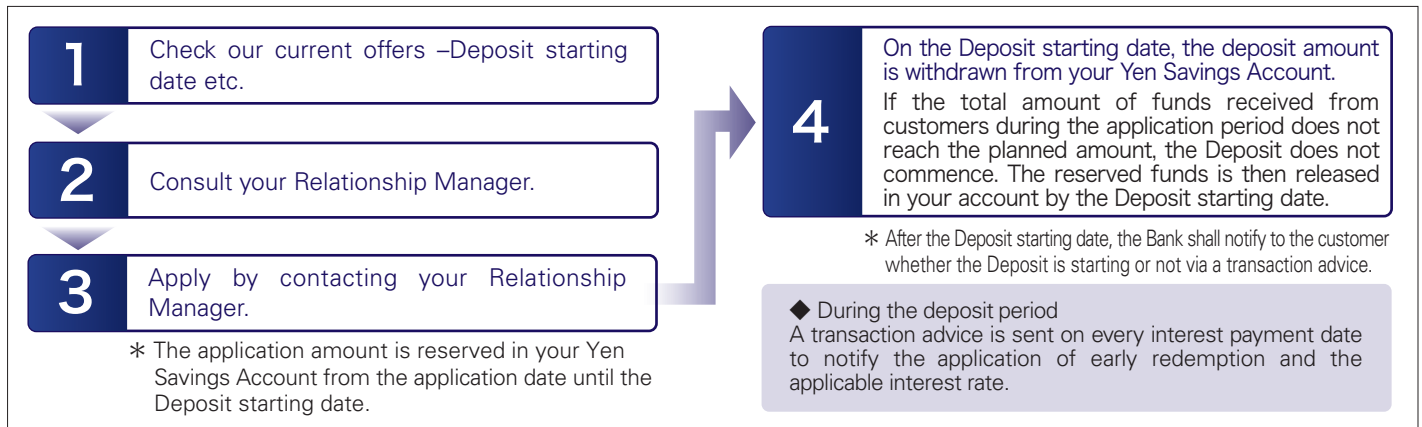 1
Check our current offers –Deposit starting
date etc.
2
Consult your Relationship Manager.
3
Apply by contacting your Relationship
Manager.
＊ The application amount is reserved in your Yen
Savings Account from the application date until the
Deposit starting date.
4
On the Deposit starting date, the deposit amount
is withdrawn from your Yen Savings Account.
If the total amount of funds received from
customers during the application period does not
reach the planned amount, the Deposit does not
commence. The reserved funds is then released
in your account by the Deposit starting date.
＊ After the Deposit starting date, the Bank shall notify to the customer
whether the Deposit is starting or not via a transaction advice.
◆ During the deposit period
A transaction advice is sent on every interest payment date
to notify the application of early redemption and the
applicable interest rate.